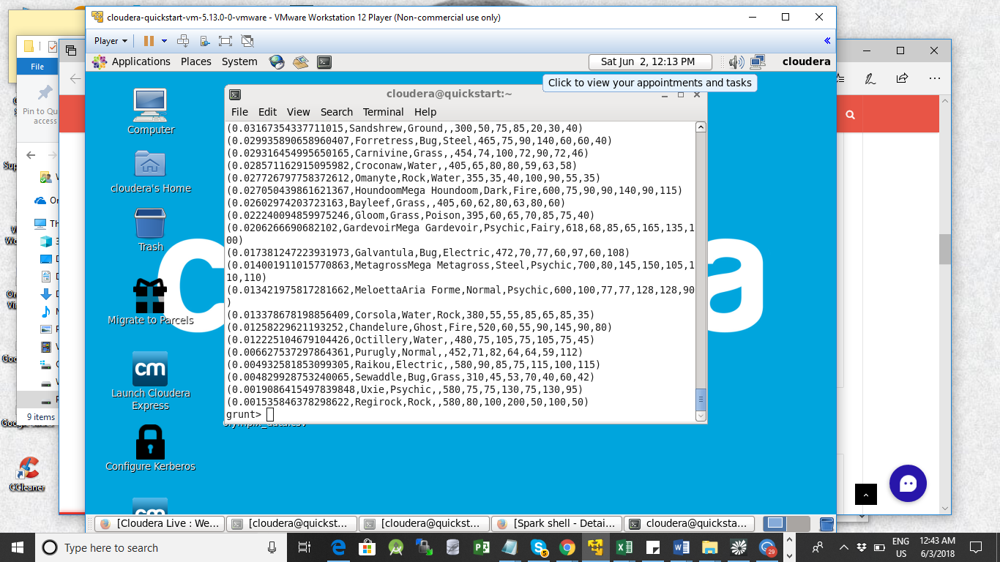 cloudera-quickstart-vm-5.13.0-0-vmware - VMware Workstation 12 Player (Non-commercial use only)
Player
Applications Places System
Sat Jun 2, 12:13 PM
cloudera
Click to view your appointments and tasks
File
Pin to Qu
access
9 items
CCleaner
Computer
cloudera's Home
Trash
Migrate to Parcels
cm
Launch Cloudera
Express
Configure Kerberos
cm
cloudera@quickstart:~
File Edit View Search Terminal Help
(0.03167354337711015,Sandshrew,Ground,,300,50,75,85,20,30,40)
(0.029935890658960407,Forretress,Bug,Steel,465,75,90,140,60,60,40)
(0.029316454995650165,Carnivine,Grass,,454,74,100,72,90,72,46)
(0.028571162915095982,Croconaw,Water,,405,65,80,80,59,63,58)
(0.027726797758372612,Omanyte,Rock,Water,355,35,40,100,90,55,35)
(0.027050439861621367,HoundoomMega Houndoom,Dark,Fire,600,75,90,90,140,90,115)
(0.02602974203723163,Bayleef,Grass,,405,60,62,80,63,80,60)
(0.022240094859975246,Gloom,Grass,Poison,395,60,65,70,85,75,40)
(0.0206266690682102,GardevoirMega Gardevoir,Psychic,Fairy,618,68,85,65,165,135,1
00)
(0.017381247223931973,Galvantula,Bug,Electric,472,70,77,60,97,60,108)
(0.014001911015770863,MetagrossMega Metagross,Steel,Psychic,700,80,145,150,105,1
10,110)
(0.013421975817281662,MeloettaAria Forme,Normal,Psychic,600,100,77,77,128,128,90
)
(0.013378678198856409,Corsola,Water,Rock,380,55,55,85,65,85,35)
(0.01258229621193252,Chandelure,Ghost,Fire,520,60,55,90,145,90,80)
(0.012225104679104426,Octillery,Water,,480,75,105,75,105,75,45)
(0.006627537297864361,Purugly,Normal,,452,71,82,64,64,59,112)
(0.004932581853099305,Raikou,Electric,,580,90,85,75,115,100,115)
(0.004829928753240065,Sewaddle,Bug,Grass,310,45,53,70,40,60,42)
(0.0019086415497839848,Uxie,Psychic,,580,75,75,130,75,130,95)
(0.001535846378298622,Regirock,Rock,,580,80,100,200,50,100,50)
grunt>
[Cloudera Live : We...
[cloudera@quickst...
[cloudera@quickst...
[Spark shell - Detai...
cloudera@quicksta...
Type here to search
5
29
ENG
US
12:43 AM
6/3/2018